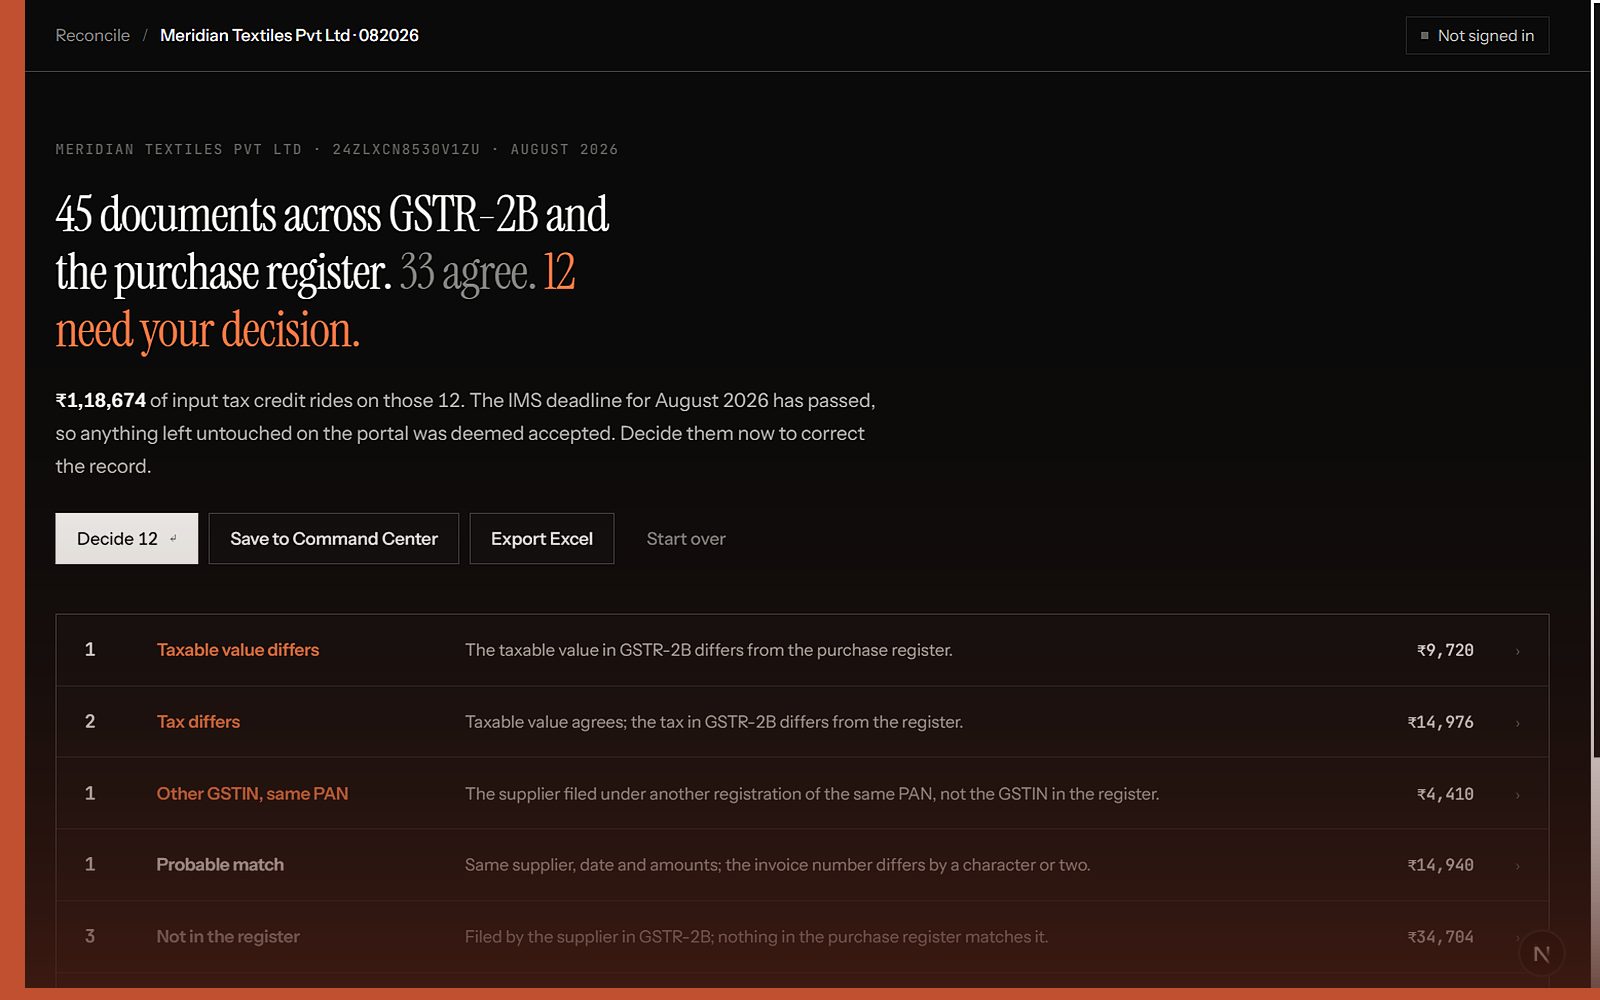 Reconcile / Meridian Textiles Pvt Ltd · 082026
Not signed in
MERIDIAN TEXTILES PVT LTD · 24ZLXCN8530V1ZU · AUGUST 2026
45 documents across GSTR-2B and
the purchase register. 33 agree. 12
need your decision.
₹1,18,674 of input tax credit rides on those 12. The IMS deadline for August 2026 has passed,
so anything left untouched on the portal was deemed accepted. Decide them now to correct
the record.
Decide 12 ↲ Save to Command Center Export Excel Start over
1 Taxable value differs The taxable value in GSTR-2B differs from the purchase register. ₹9,720 ›
2 Tax differs Taxable value agrees; the tax in GSTR-2B differs from the register. ₹14,976 ›
1 Other GSTIN, same PAN The supplier filed under another registration of the same PAN, not the GSTIN in the register. ₹4,410 ›
1 Probable match Same supplier, date and amounts; the invoice number differs by a character or two. ₹14,940 ›
3 Not in the register Filed by the supplier in GSTR-2B; nothing in the purchase register matches it. ₹34,704 ›
N